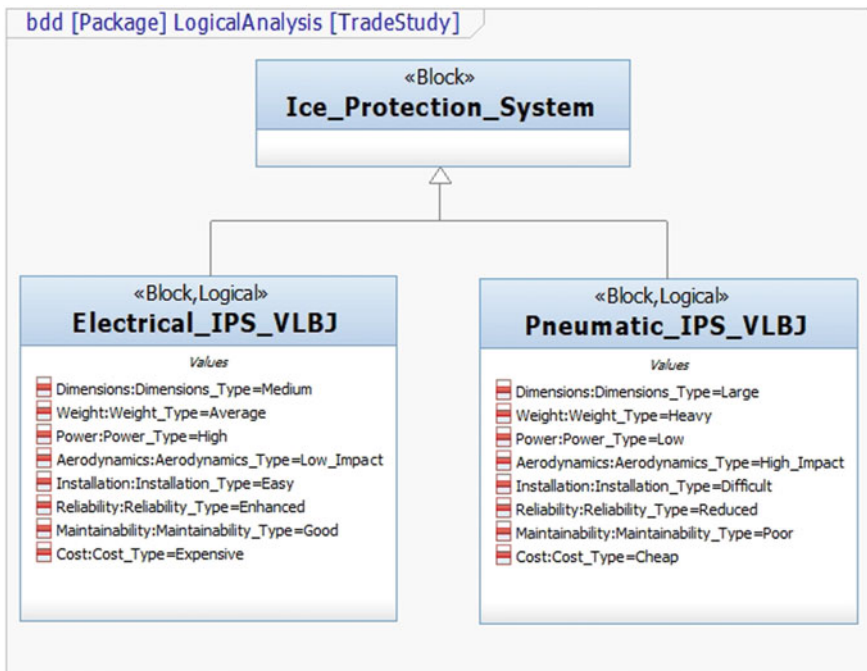 bdd [Package] LogicalAnalysis [TradeStudy]
«Block»
Ice_Protection_System
«Block,Logical»
Electrical_IPS_VLBJ
Values
Dimensions:Dimensions_Type=Medium
Weight:Weight_Type=Average
Power:Power_Type=High
Aerodynamics:Aerodynamics_Type=Low_Impact
Installation:Installation_Type=Easy
Reliability:Reliability_Type=Enhanced
Maintainability:Maintainability_Type=Good
Cost:Cost_Type=Expensive
«Block,Logical»
Pneumatic_IPS_VLBJ
Values
Dimensions:Dimensions_Type=Large
Weight:Weight_Type=Heavy
Power:Power_Type=Low
Aerodynamics:Aerodynamics_Type=High_Impact
Installation:Installation_Type=Difficult
Reliability:Reliability_Type=Reduced
Maintainability:Maintainability_Type=Poor
Cost:Cost_Type=Cheap